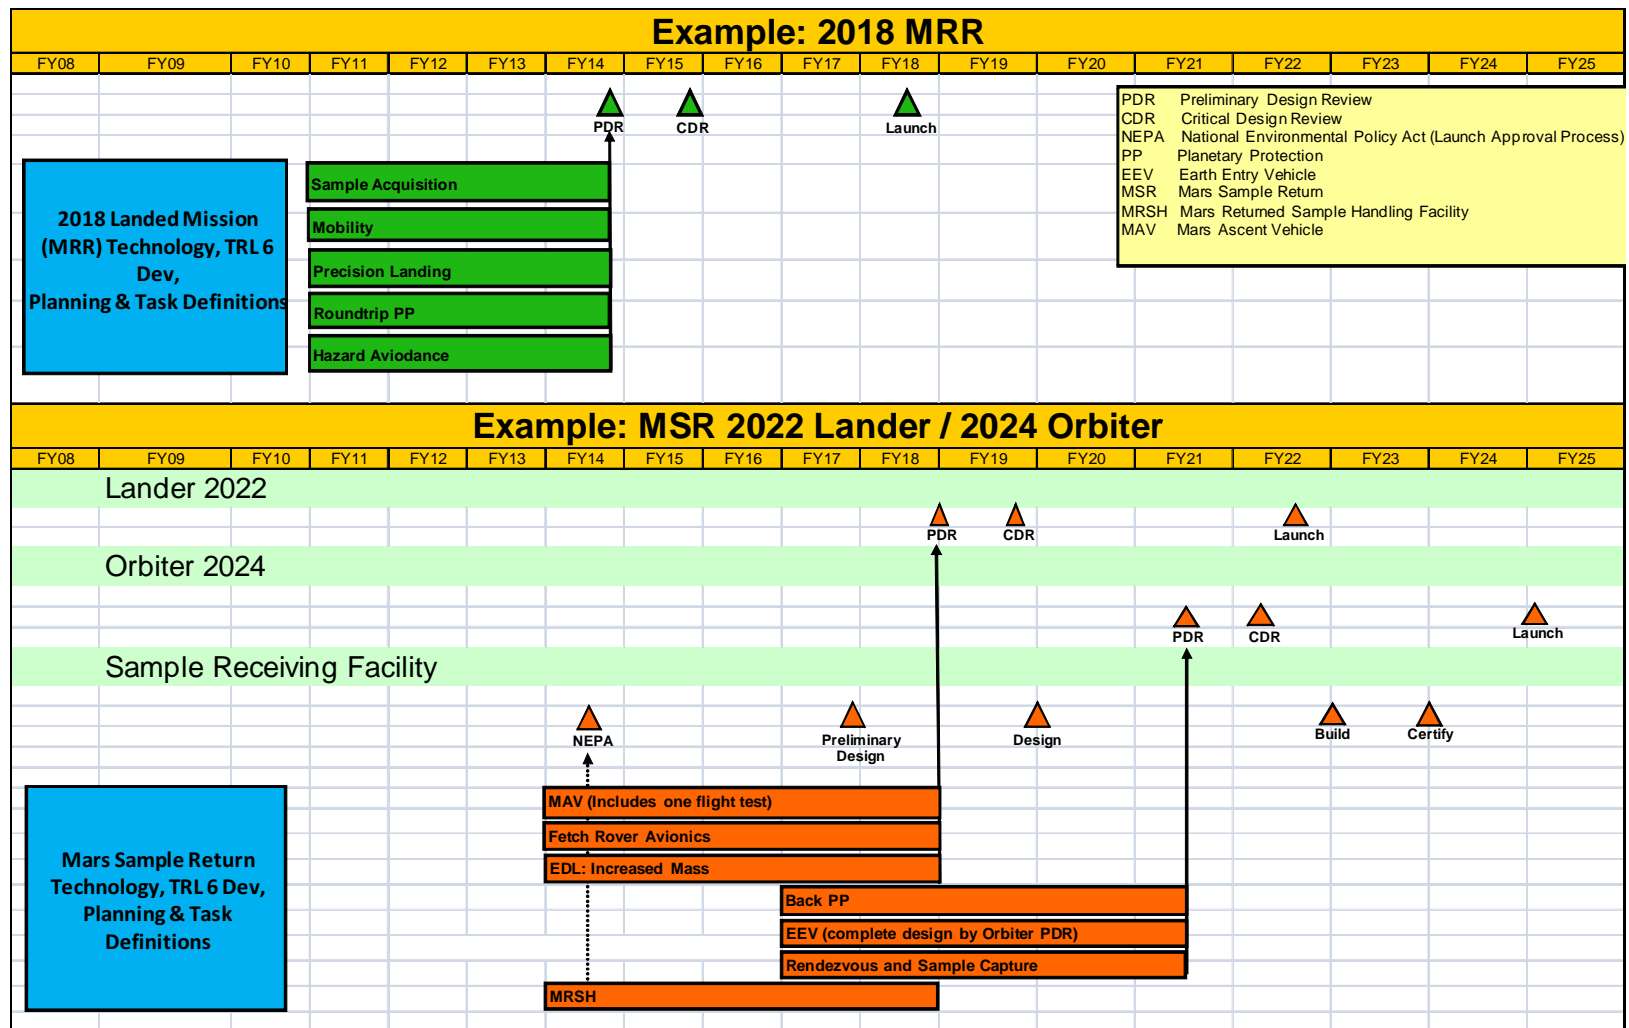 Example: 2018 MRR
FY08 FY09 FY10 FY11 FY12 FY13 FY14 FY15 FY16 FY17 FY18 FY19 FY20 FY21 FY22 FY23 FY24 FY25
PDR CDR Launch
PDR Preliminary Design Review
CDR Critical Design Review
NEPA National Environmental Policy Act (Launch Approval Process)
PP Planetary Protection
EEV Earth Entry Vehicle
MSR Mars Sample Return
MRSH Mars Returned Sample Handling Facility
MAV Mars Ascent Vehicle
2018 Landed Mission
(MRR) Technology, TRL 6
Dev,
Planning & Task Definitions
Sample Acquisition
Mobility
Precision Landing
Roundtrip PP
Hazard Aviodance
Example: MSR 2022 Lander / 2024 Orbiter
FY08 FY09 FY10 FY11 FY12 FY13 FY14 FY15 FY16 FY17 FY18 FY19 FY20 FY21 FY22 FY23 FY24 FY25
Lander 2022
PDR CDR Launch
Orbiter 2024
PDR CDR Launch
Sample Receiving Facility
NEPA
Preliminary
Design
Design
Build
Certify
Mars Sample Return
Technology, TRL 6 Dev,
Planning & Task
Definitions
MAV (Includes one flight test)
Fetch Rover Avionics
EDL: Increased Mass
Back PP
EEV (complete design by Orbiter PDR)
Rendezvous and Sample Capture
MRSH